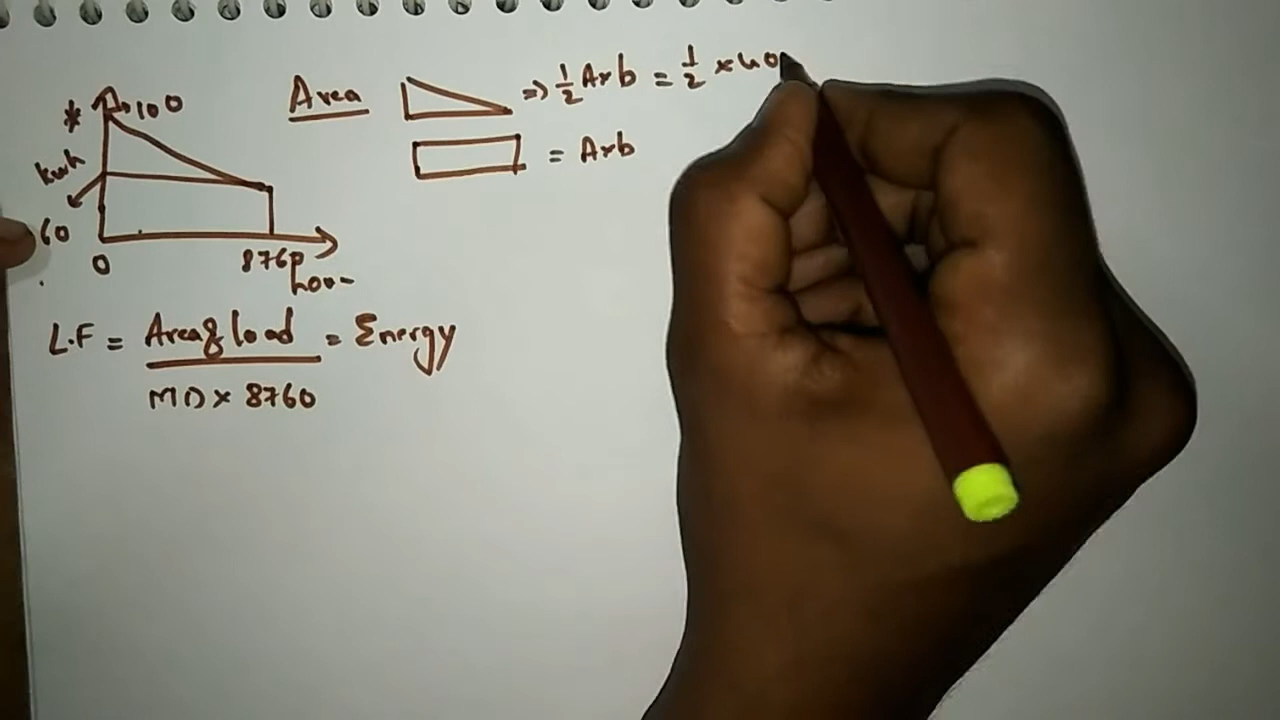 * 100
Area ⇒ 1/2 A×b = 1/2 × 40
kwh
= A×b
60
0 8760
hour
L.F = Area of load / MD × 8760 = Energy